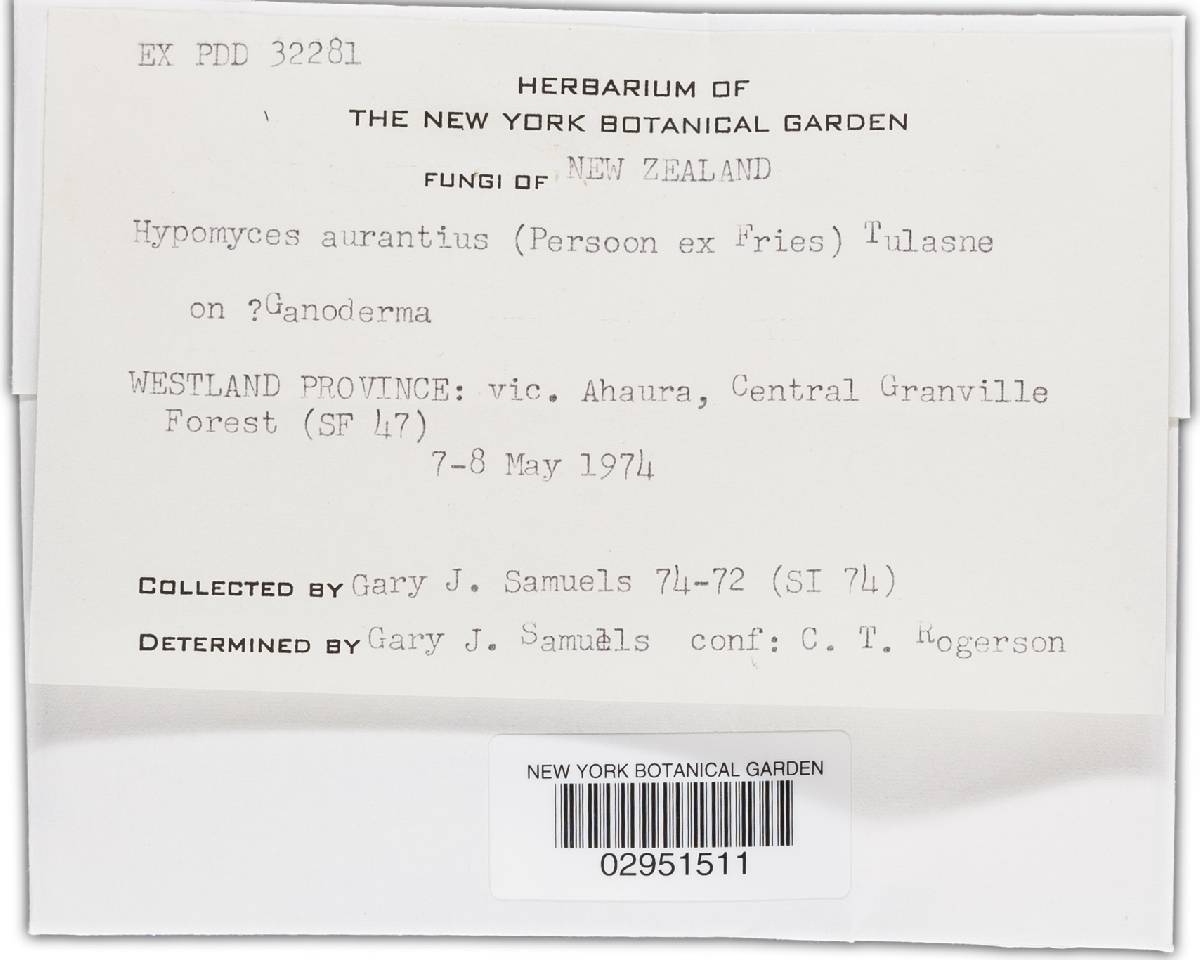 EX PDD 32281
HERBARIUM OF
THE NEW YORK BOTANICAL GARDEN
FUNGI OF NEW ZEALAND
Hypomyces aurantius (Persoon ex Fries) Tulasne
on ?Ganoderma
WESTLAND PROVINCE: vic. Ahaura, Central Granville
Forest (SF 47)
7-8 May 1974
COLLECTED BY Gary J. Samuels 74-72 (SI 74)
DETERMINED BY Gary J. Samuels conf: C. T. Rogerson
NEW YORK BOTANICAL GARDEN
02951511